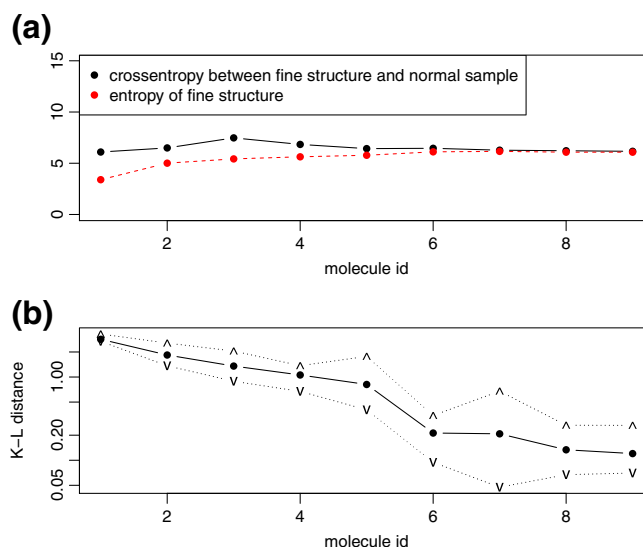 (a)
15
10
5
0
crossentropy between fine structure and normal sample
entropy of fine structure
2 4 6 8
molecule id
(b)
K−L distance
1.00
0.20
0.05
2 4 6 8
molecule id